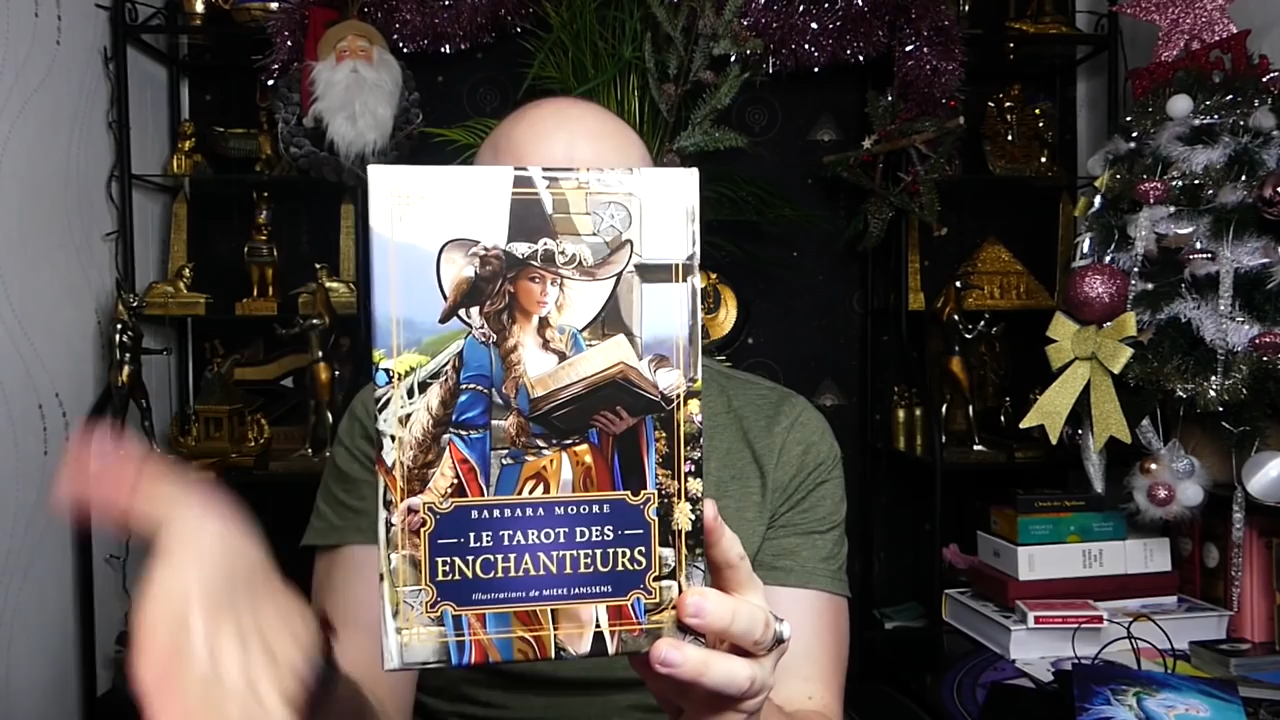 BARBARA MOORE
LE TAROT DES
ENCHANTEURS
Illustrations de MIEKE JANSSENS